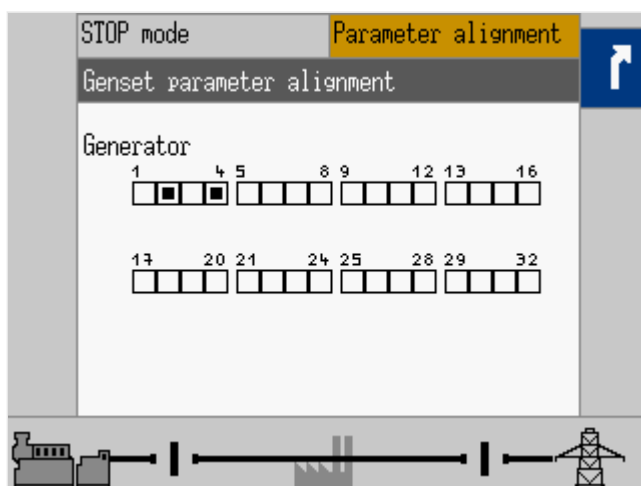 STOP mode Parameter alignment
Genset parameter alignment
Generator
1 4 5 8 9 12 13 16
17 20 21 24 25 28 29 32